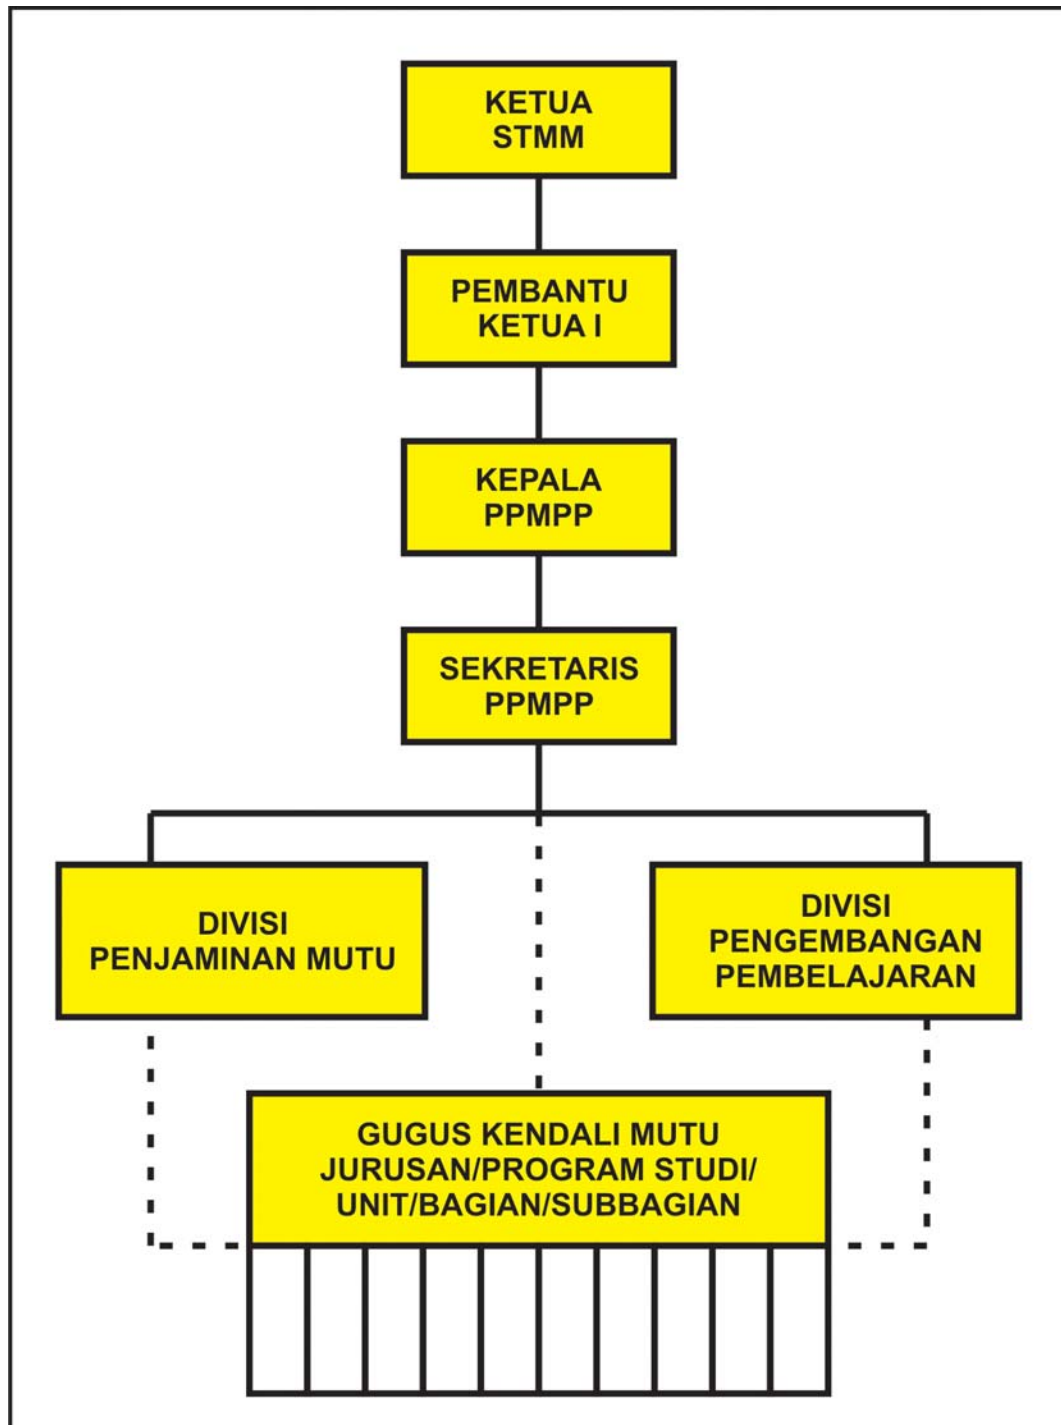 KETUA
STMM
PEMBANTU
KETUA I
KEPALA
PPMPP
SEKRETARIS
PPMPP
DIVISI
PENJAMINAN MUTU
DIVISI
PENGEMBANGAN
PEMBELAJARAN
GUGUS KENDALI MUTU
JURUSAN/PROGRAM STUDI/
UNIT/BAGIAN/SUBBAGIAN